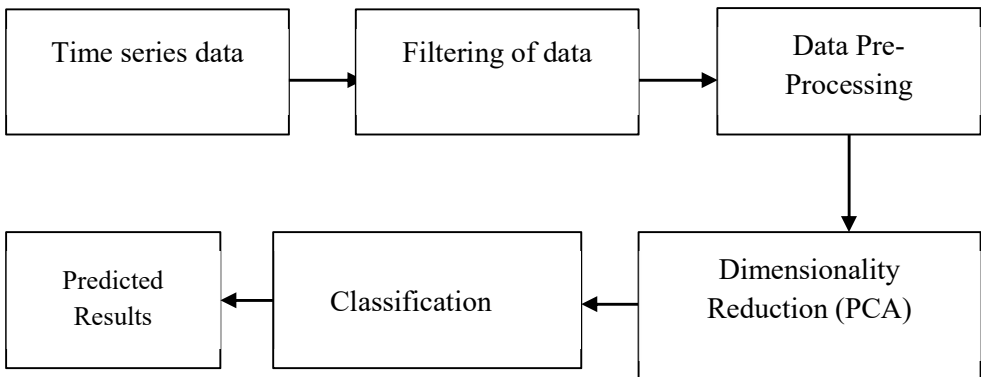 Time series data
Filtering of data
Data Pre-
Processing
Dimensionality
Reduction (PCA)
Classification
Predicted
Results